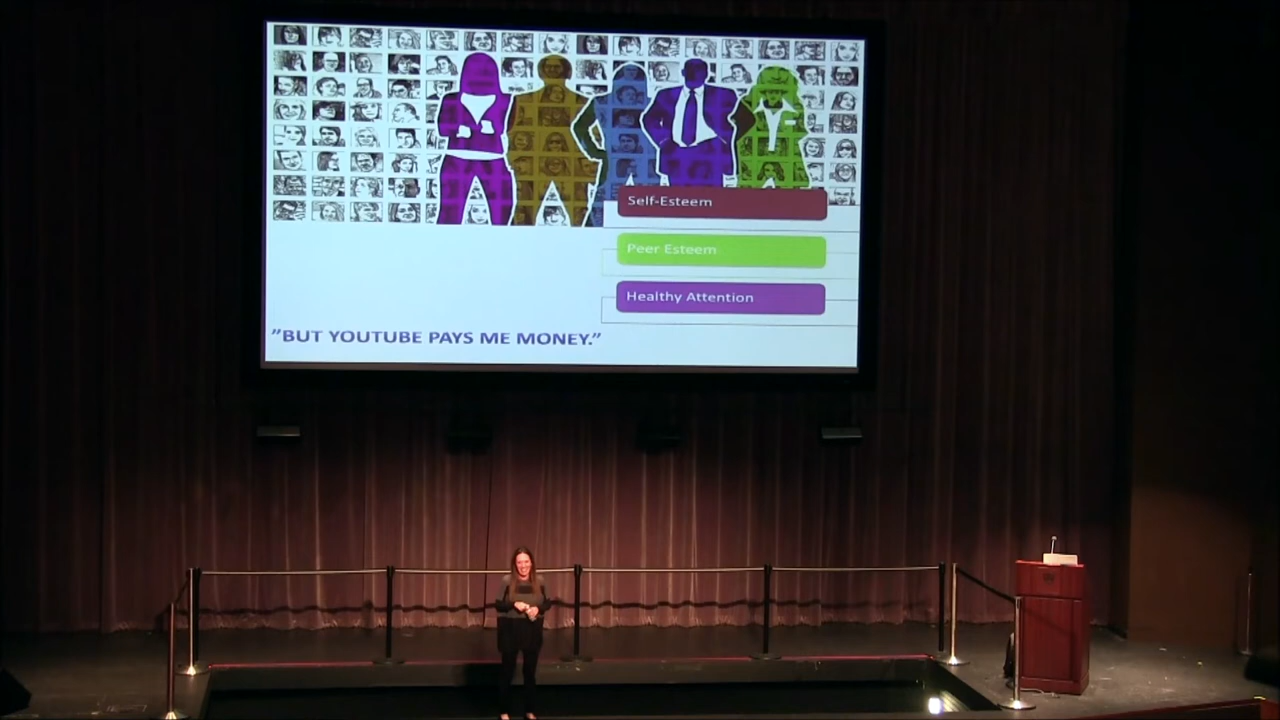 Self-Esteem
Peer Esteem
Healthy Attention
”BUT YOUTUBE PAYS ME MONEY.”